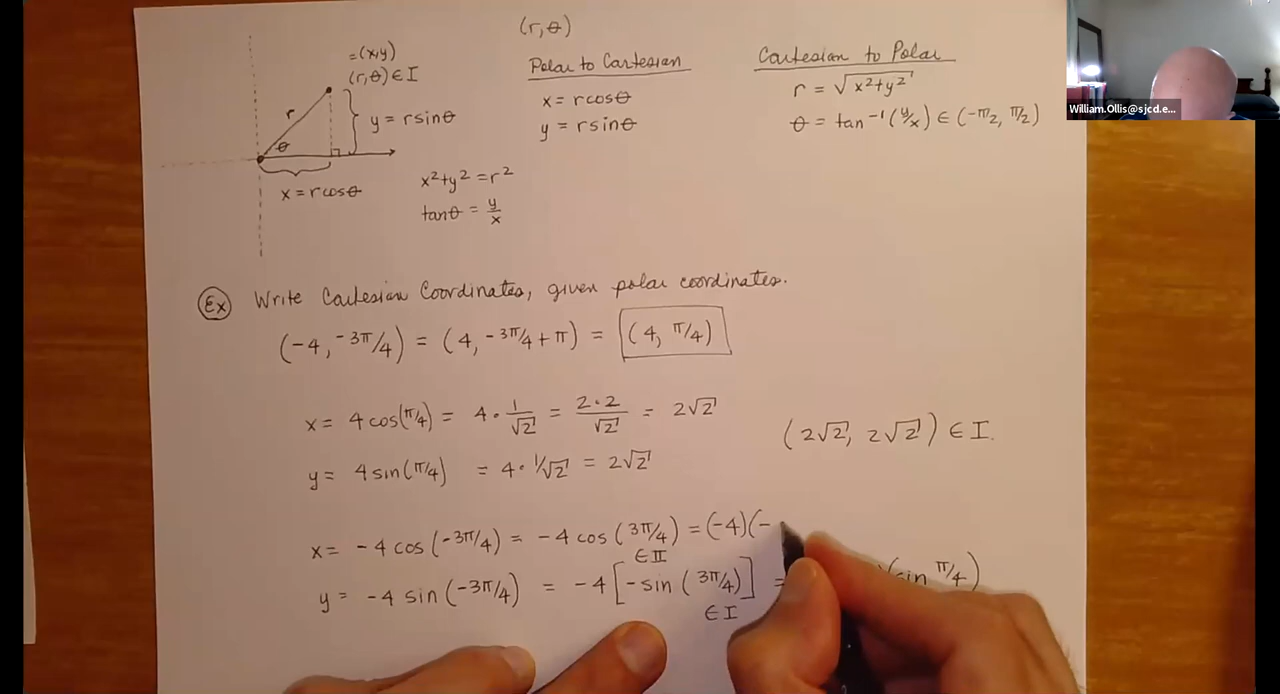 (r, θ)
= (x,y)
(r, θ) ∈ I
r
θ
y = r sinθ
x = r cosθ
x² + y² = r²
tanθ = y/x
Polar to Cartesian
x = r cosθ
y = r sinθ
Cartesian to Polar
r = √(x² + y²)
θ = tan⁻¹(y/x) ∈ (-π/2, π/2)
William.Ollis@sjcd.e...
Ex Write Cartesian Coordinates, given polar coordinates.
(-4, -3π/4) = (4, -3π/4 + π) = (4, π/4)
x = 4 cos(π/4) = 4 · 1/√2 = 2·2/√2 = 2√2
y = 4 sin(π/4) = 4 · 1/√2 = 2√2
(2√2, 2√2) ∈ I.
x = -4 cos(-3π/4) = -4 cos(3π/4) = (-4)(-
∈ II
y = -4 sin(-3π/4) = -4[-sin(3π/4)] =
∈ I
π/4)